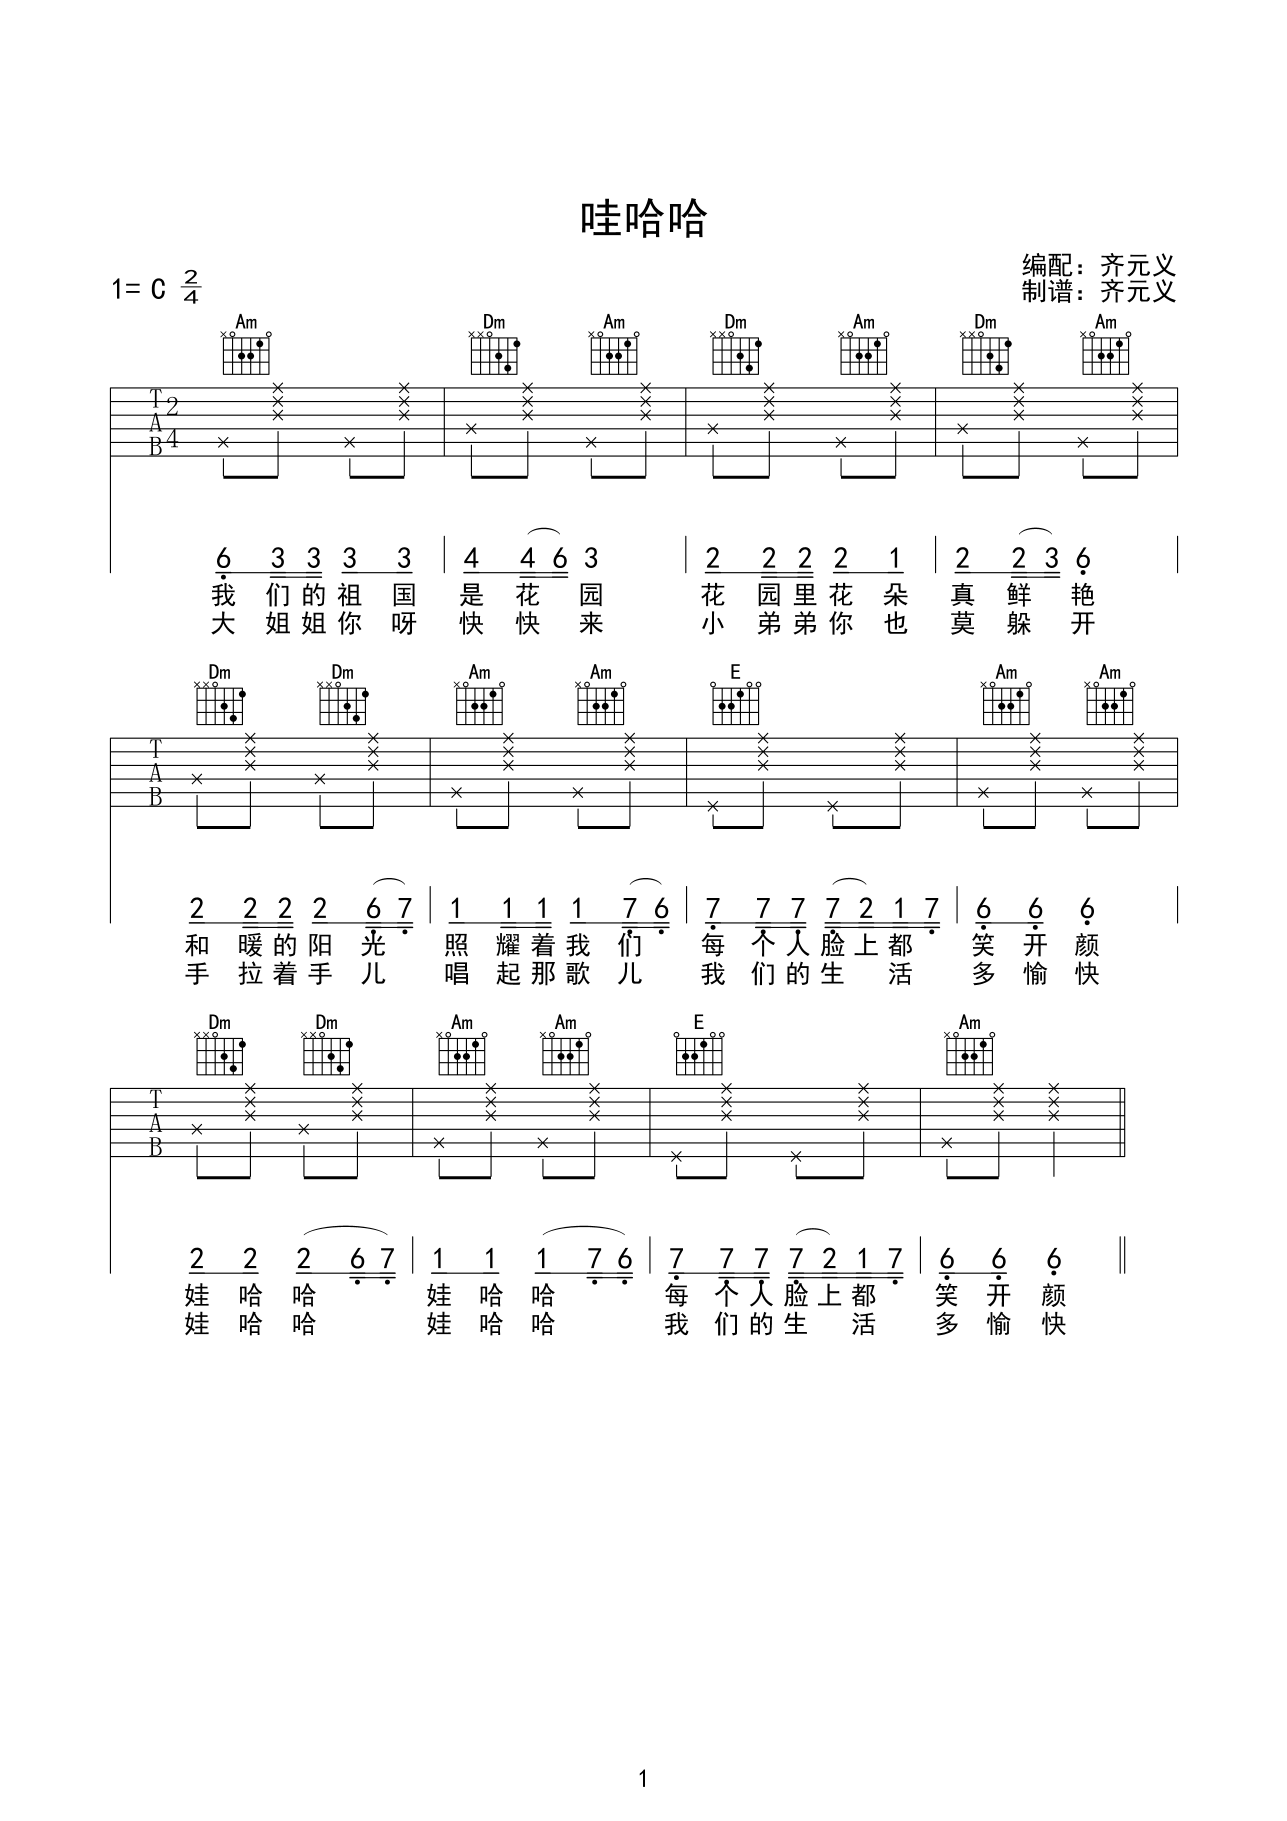 哇哈哈
编配：齐元义
1= C 2/4
制谱：齐元义
Am Dm Am Dm Am Dm Am
T A B 2 4
6 3 3 3 3 4 4 6 3 2 2 2 2 1 2 2 3 6
我 们 的 祖 国 是 花 园 花 园 里 花 朵 真 鲜 艳
大 姐 姐 你 呀 快 快 来 小 弟 弟 你 也 莫 躲 开
Dm Dm Am Am E Am Am
T A B
2 2 2 2 6 7 1 1 1 1 7 6 7 7 7 7 2 1 7 6 6 6
和 暖 的 阳 光 照 耀 着 我 们 每 个 人 脸 上 都 笑 开 颜
手 拉 着 手 儿 唱 起 那 歌 儿 我 们 的 生 活 多 愉 快
Dm Dm Am Am E Am
T A B
2 2 2 6 7 1 1 1 7 6 7 7 7 7 2 1 7 6 6 6
娃 哈 哈 娃 哈 哈 每 个 人 脸 上 都 笑 开 颜
娃 哈 哈 娃 哈 哈 我 们 的 生 活 多 愉 快
1